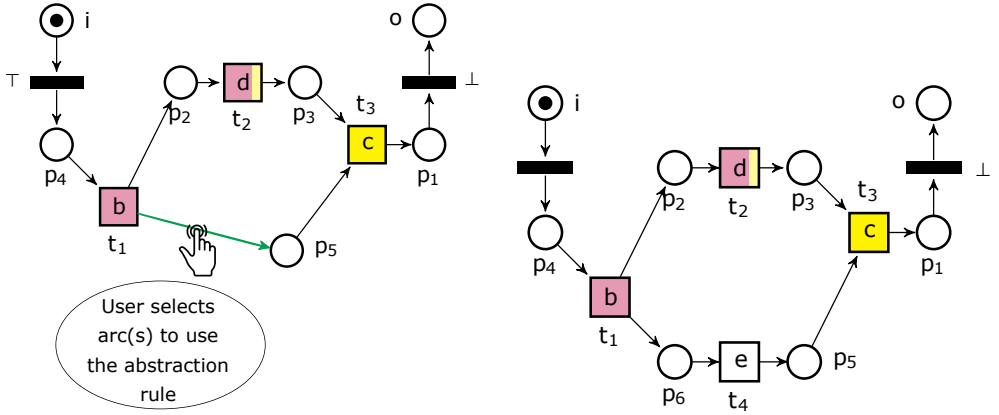 i
o
⊤
⊥
d
p2
t2
p3
t3
c
p4
p1
b
t1
p5
User selects
arc(s) to use
the abstraction
rule
i
o
⊥
d
p2
t2
p3
t3
c
p4
p1
b
t1
p6
e
t4
p5